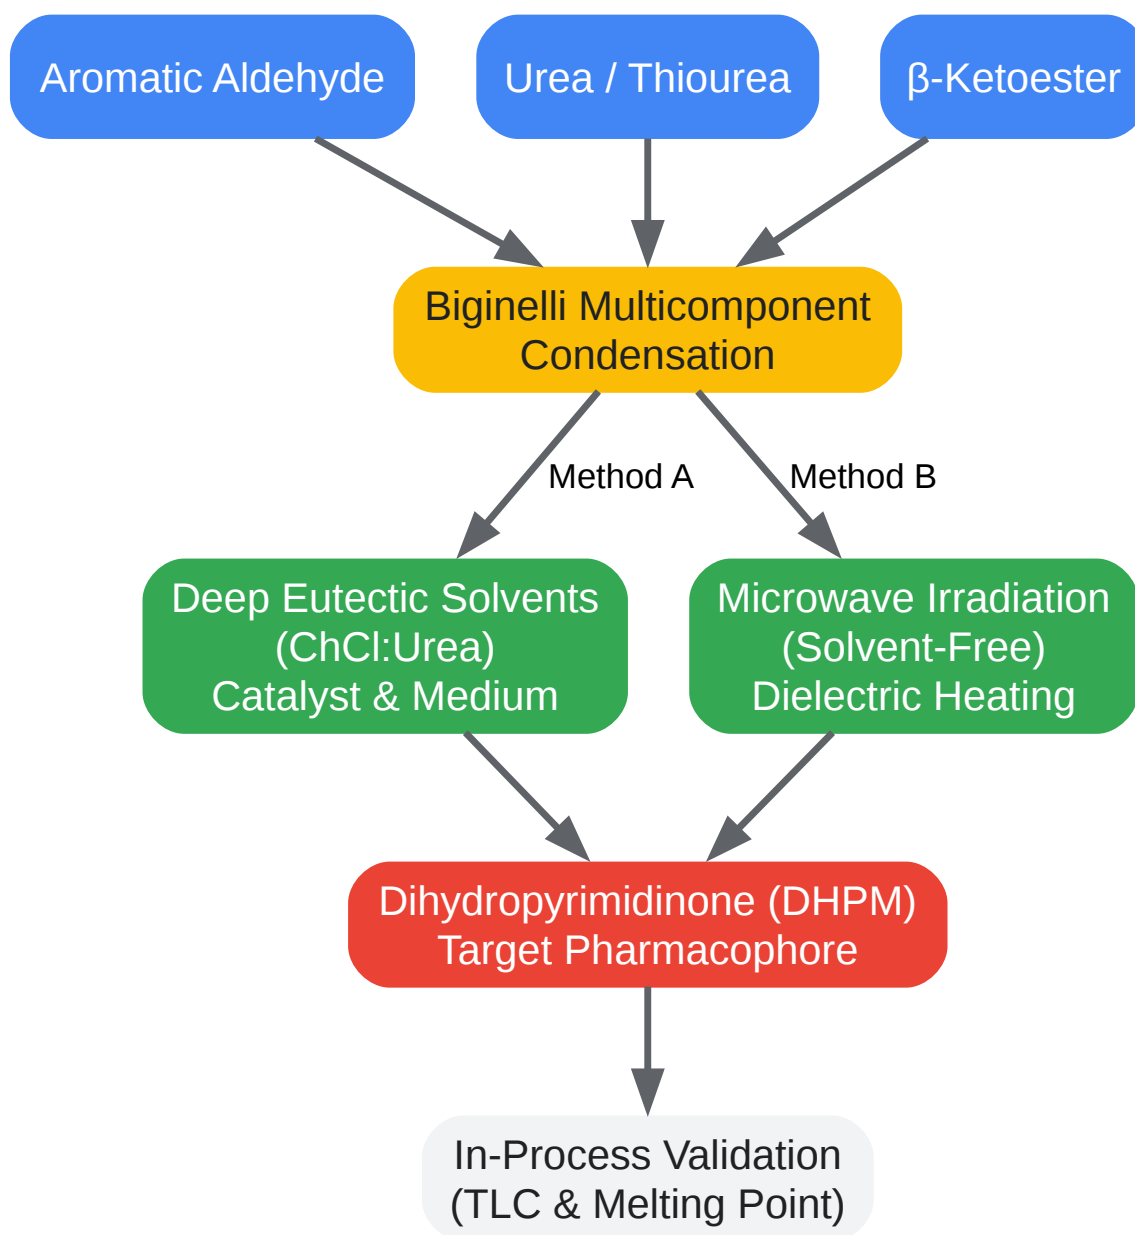 Aromatic Aldehyde
Urea / Thiourea
β-Ketoester
Biginelli Multicomponent
Condensation
Method A
Method B
Deep Eutectic Solvents
(ChCl:Urea)
Catalyst & Medium
Microwave Irradiation
(Solvent-Free)
Dielectric Heating
Dihydropyrimidinone (DHPM)
Target Pharmacophore
In-Process Validation
(TLC & Melting Point)